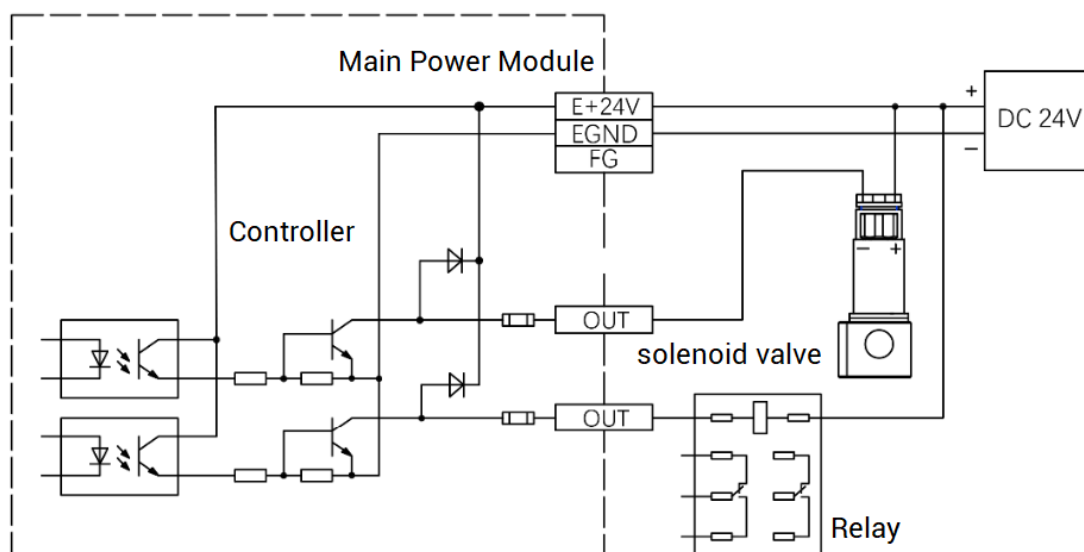 Main Power Module
E+24V
EGND
FG
+
−
DC 24V
Controller
− +
OUT
solenoid valve
OUT
Relay